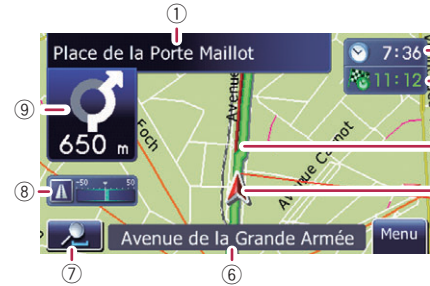 ①
Place de la Porte Maillot
7:36
11:12
⑨
650 m
Avenue
Foch
Avenue Carnot
⑧
-50 50
Avenue de la Grande Armée
Menu
⑦
⑥